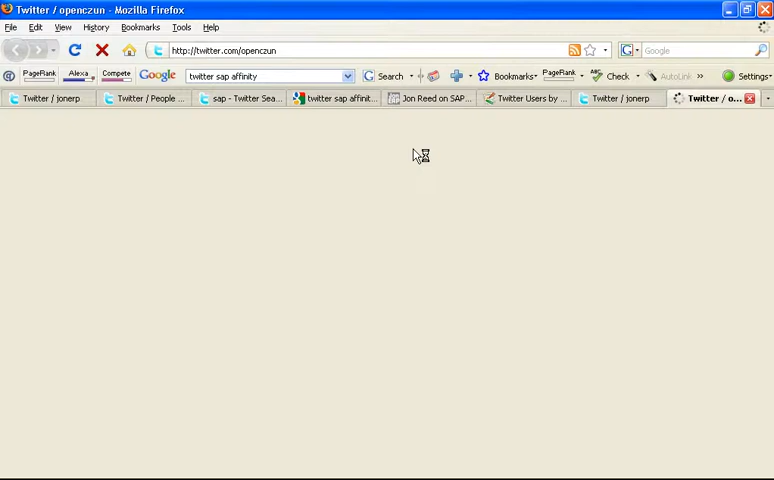 Twitter / openczun - Mozilla Firefox
File Edit View History Bookmarks Tools Help
http://twitter.com/openczun G Google
@ PageRank Alexa Compete Google twitter sap affinity G Search Bookmarks PageRank ABC Check AutoLink » Settings
Twitter / jonerp Twitter / People ... sap - Twitter Sea... twitter sap affinit... Jon Reed on SAP... Twitter Users by ... Twitter / jonerp Twitter / o...